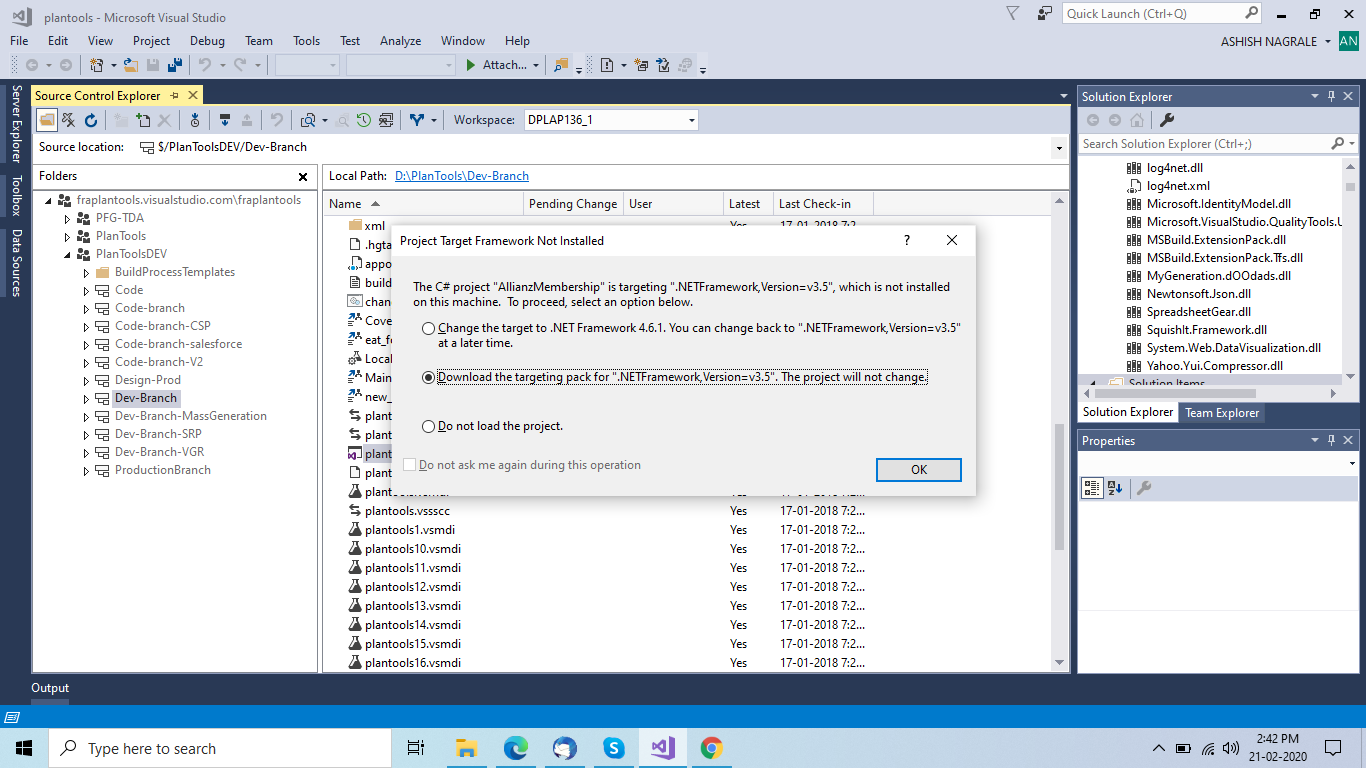 plantools - Microsoft Visual Studio
Quick Launch (Ctrl+Q)
File Edit View Project Debug Team Tools Test Analyze Window Help
ASHISH NAGRALE AN
Attach...
Server Explorer
Toolbox
Data Sources
Source Control Explorer
Workspace: DPLAP136_1
Source location: $/PlanToolsDEV/Dev-Branch
Folders
fraplantools.visualstudio.com\fraplantools
PFG-TDA
PlanTools
PlanToolsDEV
BuildProcessTemplates
Code
Code-branch
Code-branch-CSP
Code-branch-salesforce
Code-branch-V2
Design-Prod
Dev-Branch
Dev-Branch-MassGeneration
Dev-Branch-SRP
Dev-Branch-VGR
ProductionBranch
Local Path: D:\PlanTools\Dev-Branch
Name Pending Change User Latest Last Check-in
xml Yes 17-01-2018 7:2...
.hgta
appo
build
chan
Cove
eat_fo
Local
Main
new_
plant
plant
plant
plant
Project Target Framework Not Installed
?
The C# project "AllianzMembership" is targeting ".NETFramework,Version=v3.5", which is not installed
on this machine. To proceed, select an option below.
Change the target to .NET Framework 4.6.1. You can change back to ".NETFramework,Version=v3.5"
at a later time.
Download the targeting pack for ".NETFramework,Version=v3.5". The project will not change.
Do not load the project.
Do not ask me again during this operation
OK
Yes 17-01-2018 7:2...
plantools.vssscc Yes 17-01-2018 7:2...
plantools1.vsmdi Yes 17-01-2018 7:2...
plantools10.vsmdi Yes 17-01-2018 7:2...
plantools11.vsmdi Yes 17-01-2018 7:2...
plantools12.vsmdi Yes 17-01-2018 7:2...
plantools13.vsmdi Yes 17-01-2018 7:2...
plantools14.vsmdi Yes 17-01-2018 7:2...
plantools15.vsmdi Yes 17-01-2018 7:2...
plantools16.vsmdi Yes 17-01-2018 7:2...
Solution Explorer
Search Solution Explorer (Ctrl+;)
log4net.dll
log4net.xml
Microsoft.IdentityModel.dll
Microsoft.VisualStudio.QualityTools.U
MSBuild.ExtensionPack.dll
MSBuild.ExtensionPack.Tfs.dll
MyGeneration.dOOdads.dll
Newtonsoft.Json.dll
SpreadsheetGear.dll
SquishIt.Framework.dll
System.Web.DataVisualization.dll
Yahoo.Yui.Compressor.dll
Solution Items
Solution Explorer Team Explorer
Properties
Output
Type here to search
2:42 PM
21-02-2020